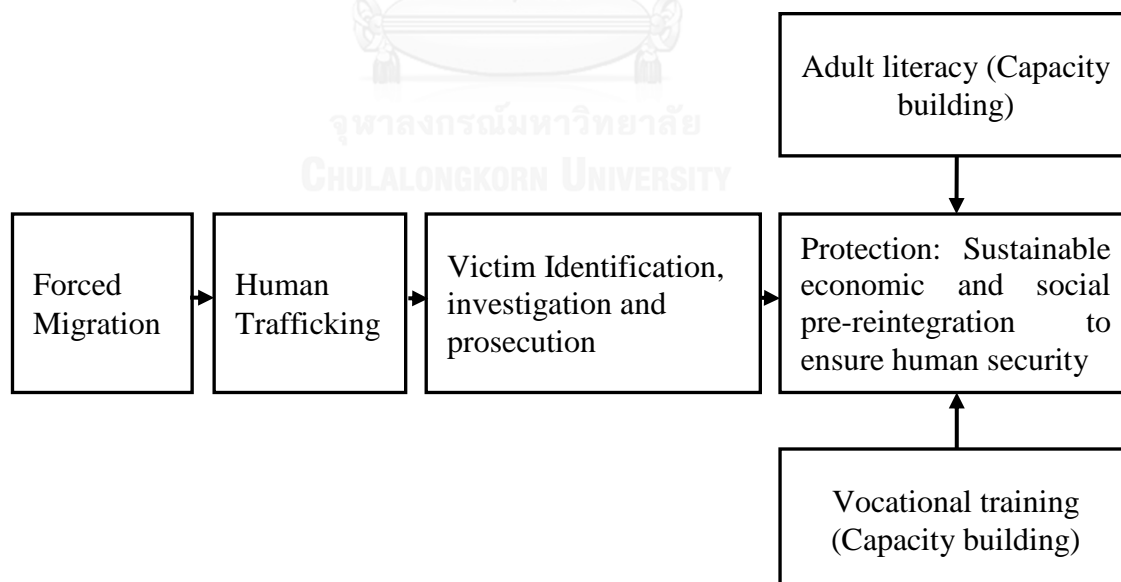 Adult literacy (Capacity
building)
จุฬาลงกรณ์มหาวิทยาลัย
CHULALONGKORN UNIVERSITY
Forced
Migration
Human
Trafficking
Victim Identification,
investigation and
prosecution
Protection: Sustainable
economic and social
pre-reintegration to
ensure human security
Vocational training
(Capacity building)